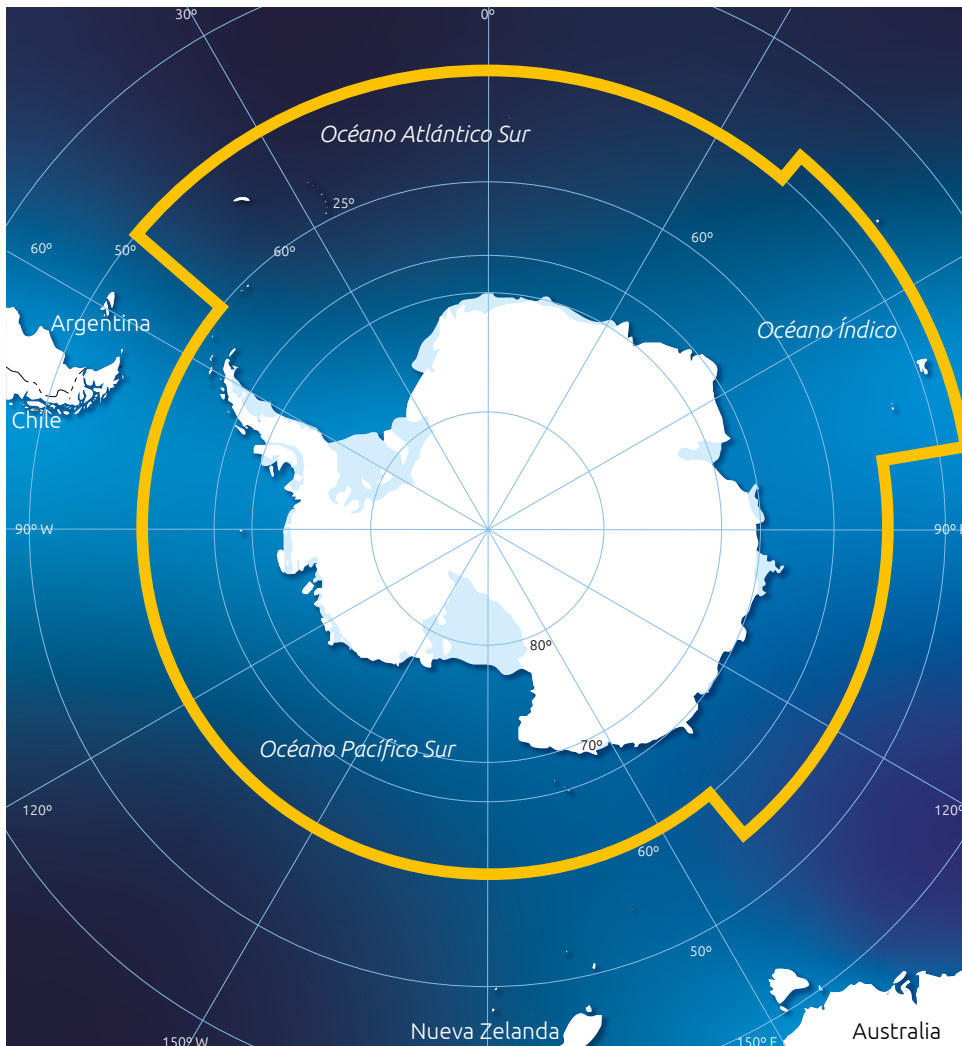 30º
0º
Océano Atlántico Sur
25º
60º
60º
60º
50º
Argentina
Océano Índico
Chile
90º W
90º E
80º
70º
Océano Pacífico Sur
120º
120º
60º
50º
Nueva Zelanda
Australia
150º W
150º E